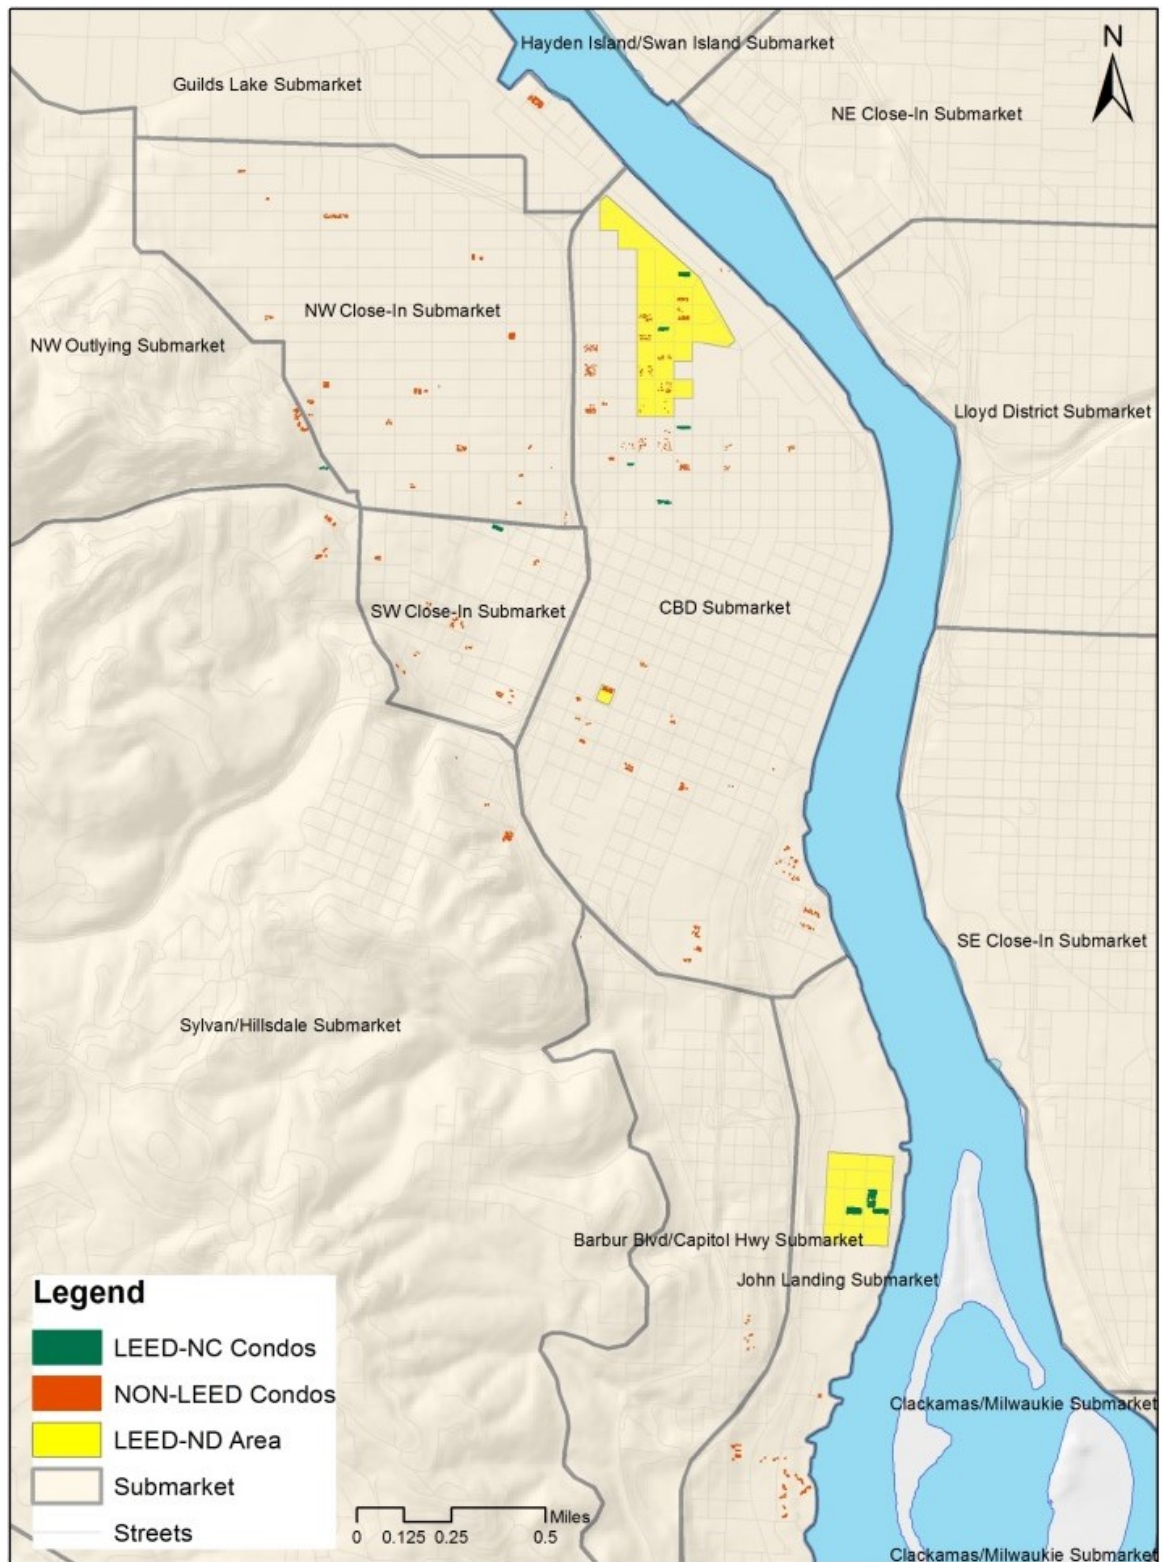 Hayden Island/Swan Island Submarket
N
Guilds Lake Submarket
NE Close-In Submarket
NW Close-In Submarket
NW Outlying Submarket
Lloyd District Submarket
SW Close-In Submarket
CBD Submarket
SE Close-In Submarket
Sylvan/Hillsdale Submarket
Barbur Blvd/Capitol Hwy Submarket
John Landing Submarket
Clackamas/Milwaukie Submarket
Clackamas/Milwaukie Submarket
Legend
LEED-NC Condos
NON-LEED Condos
LEED-ND Area
Submarket
Streets
Miles
0 0.125 0.25 0.5